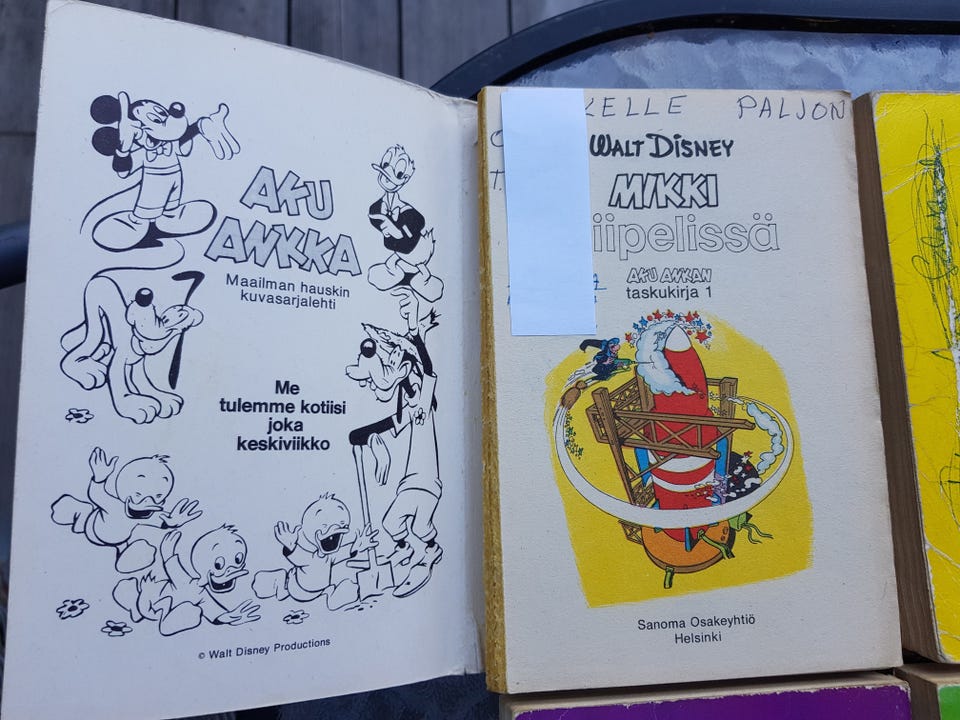 AKU
ANKKA
Maailman hauskin
kuvasarjalehti
Me
tulemme kotiisi
joka
keskiviikko
© Walt Disney Productions
KELLE PALJON
WALT DISNEY
MIKKI
iipelissä
AKU ANKAN
taskukirja 1
Sanoma Osakeyhtiö
Helsinki